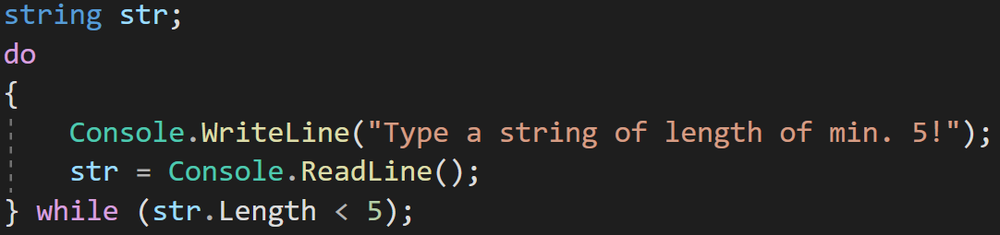 string str;
do
{
    Console.WriteLine("Type a string of length of min. 5!");
    str = Console.ReadLine();
} while (str.Length < 5);